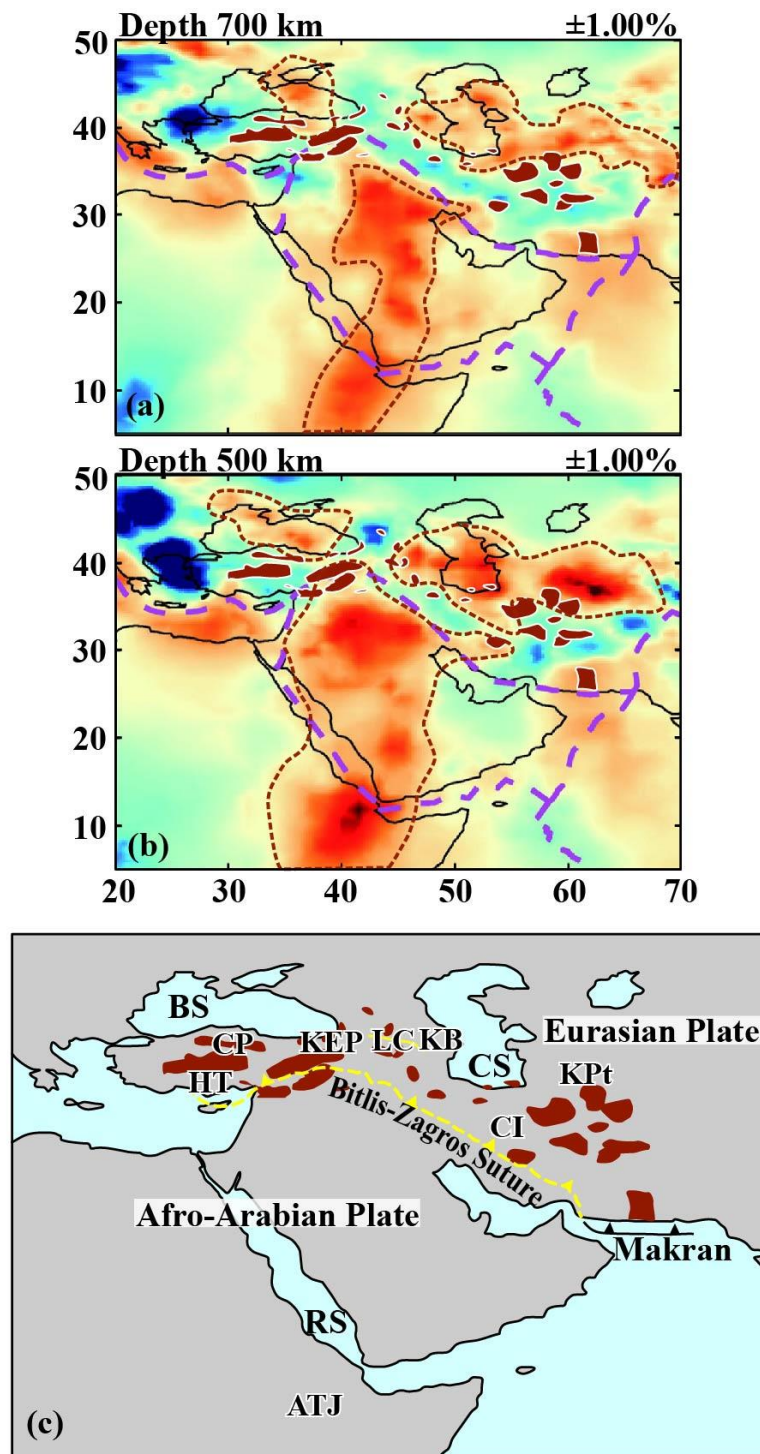 Depth 700 km ±1.00%
50
40
30
20
10
(a)
Depth 500 km ±1.00%
50
40
30
20
10
(b)
20 30 40 50 60 70
BS
CP
KEP
LC
KB
CS
Eurasian Plate
HT
KPt
CI
Bitlis-Zagros Suture
Afro-Arabian Plate
Makran
RS
ATJ
(c)